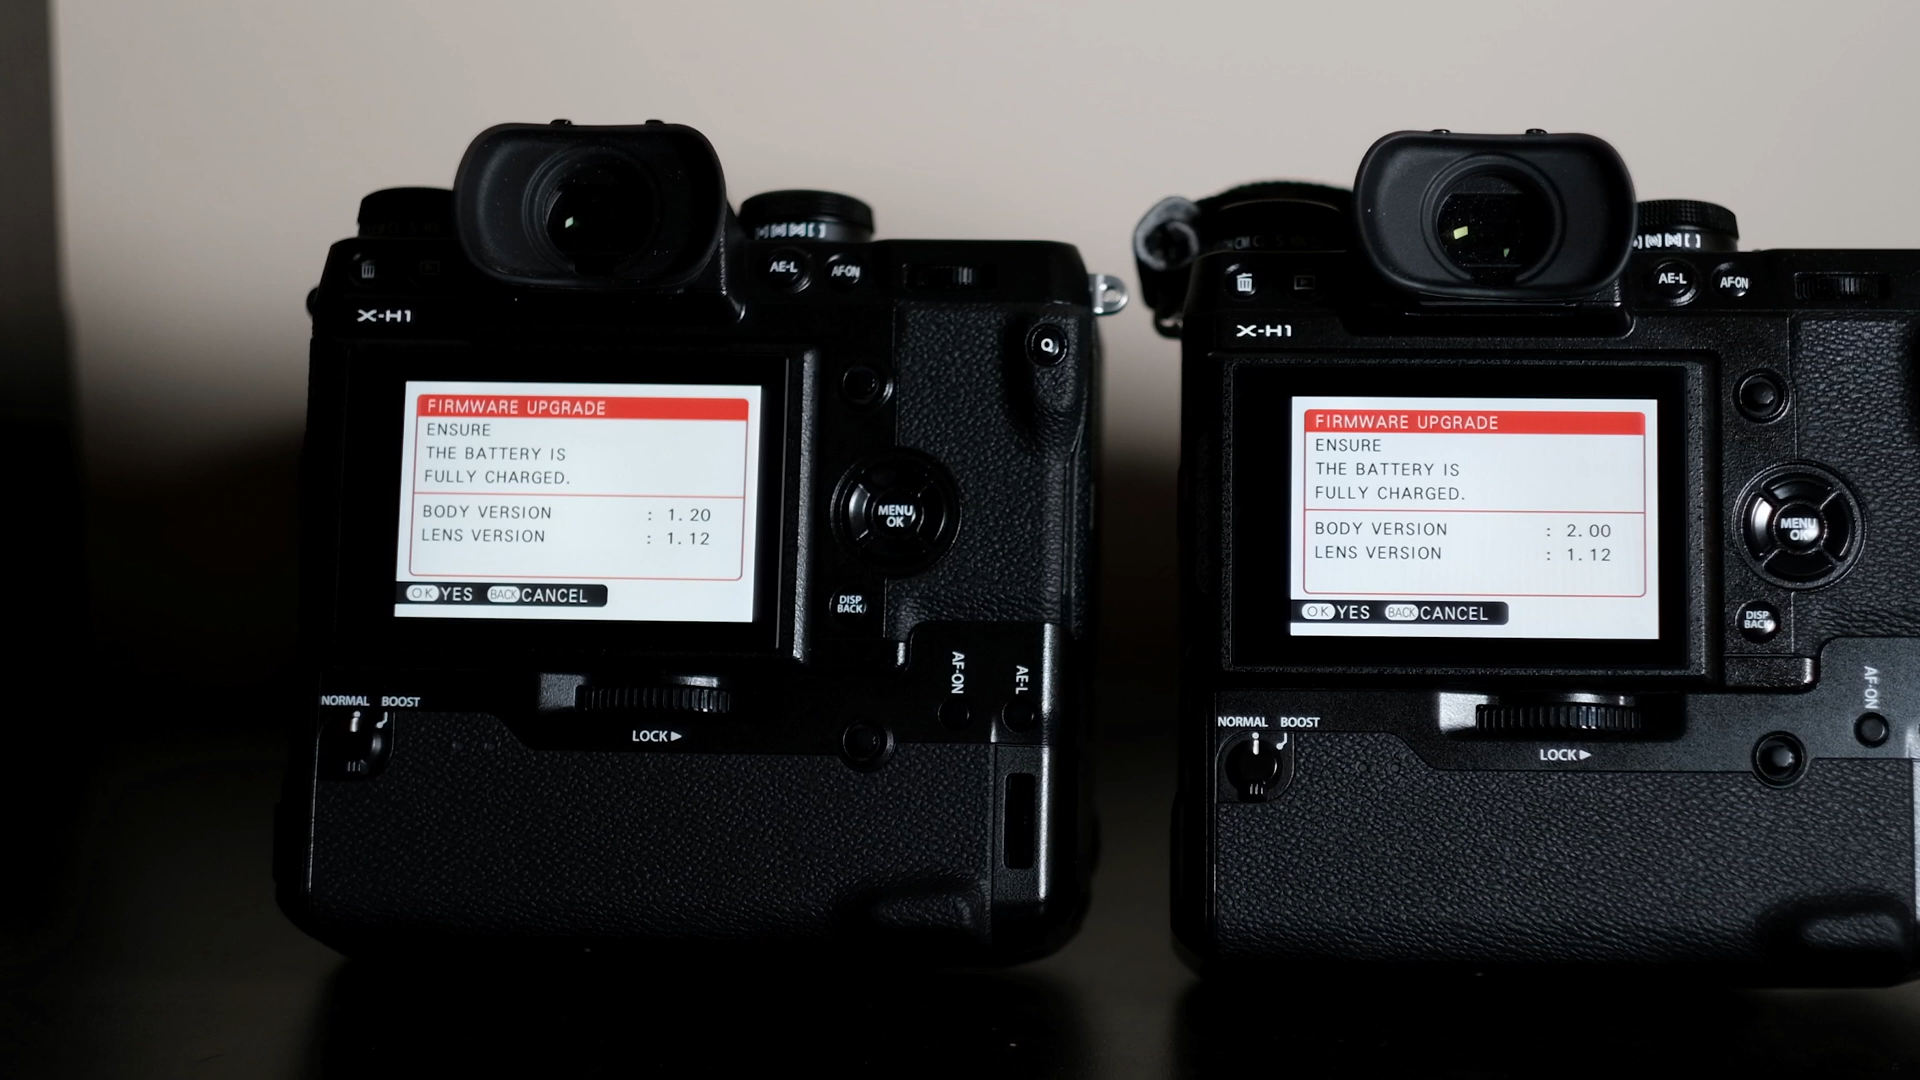 AE-L
AF-ON
X-H1
Q
FIRMWARE UPGRADE
ENSURE
THE BATTERY IS
FULLY CHARGED.
BODY VERSION : 1.20
LENS VERSION : 1.12
OK YES BACK CANCEL
MENU
OK
DISP
BACK
NORMAL BOOST
LOCK
AF-ON
AE-L
AE-L
AF-ON
X-H1
FIRMWARE UPGRADE
ENSURE
THE BATTERY IS
FULLY CHARGED.
BODY VERSION : 2.00
LENS VERSION : 1.12
OK YES BACK CANCEL
MENU
OK
DISP
BACK
NORMAL BOOST
LOCK
AF-ON